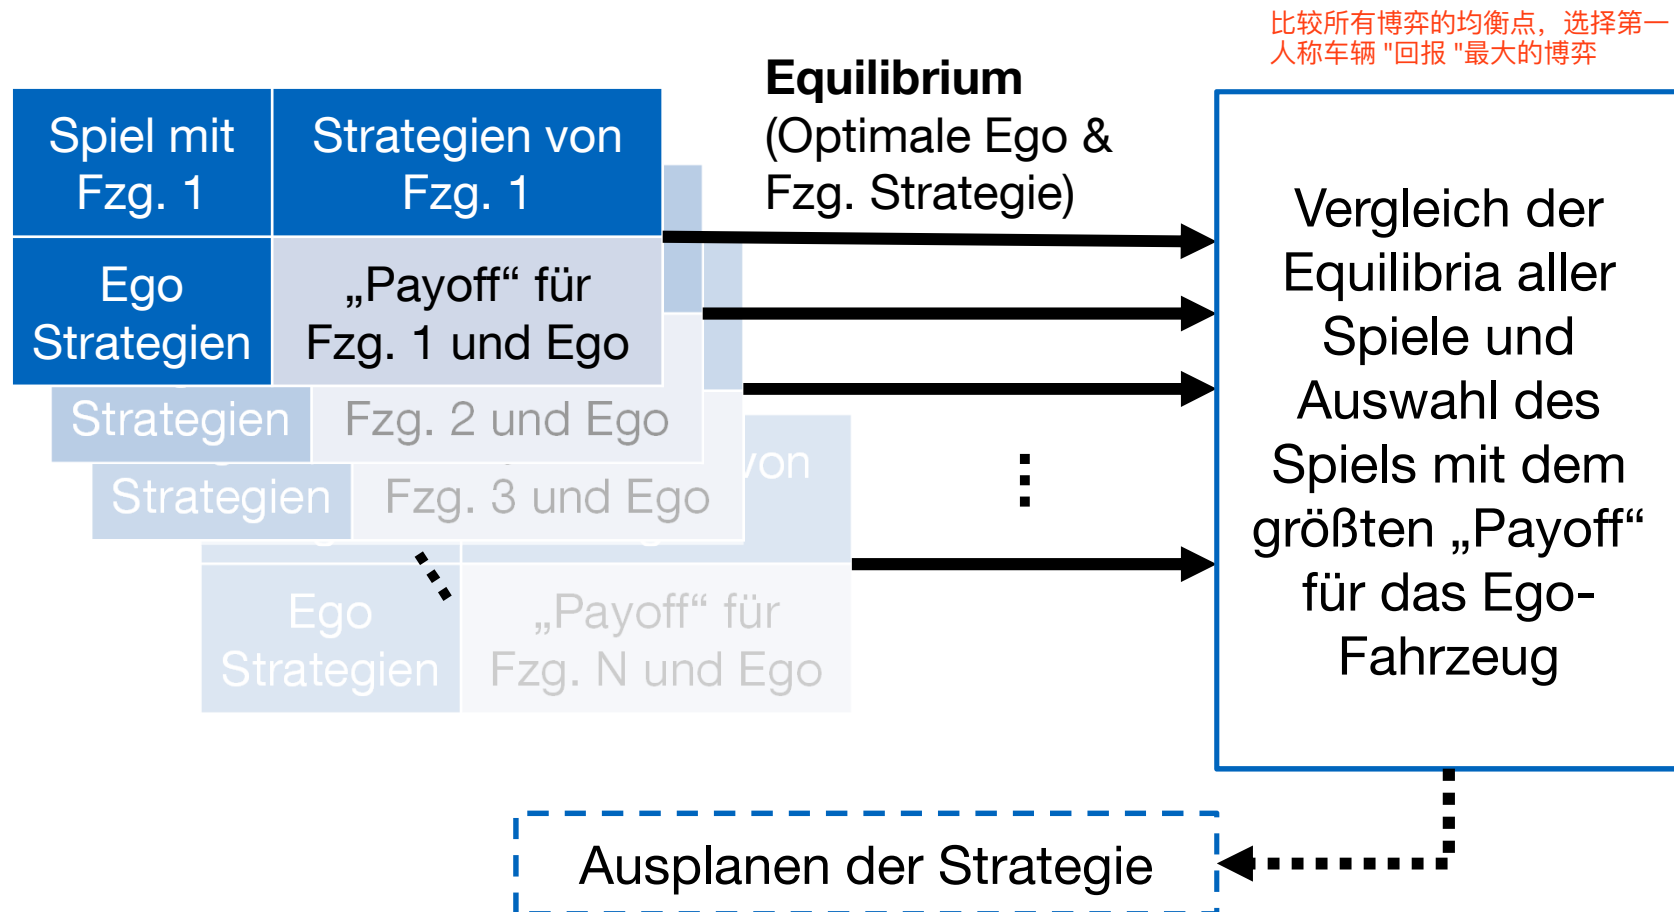 比较所有博弈的均衡点，选择第一
人称车辆 "回报 "最大的博弈
Equilibrium
(Optimale Ego &
Fzg. Strategie)
Spiel mit
Fzg. 1
Strategien von
Fzg. 1
Ego
Strategien
„Payoff“ für
Fzg. 1 und Ego
Strategien
Fzg. 2 und Ego
von
Strategien
Fzg. 3 und Ego
Ego
Strategien
„Payoff“ für
Fzg. N und Ego
Vergleich der
Equilibria aller
Spiele und
Auswahl des
Spiels mit dem
größten „Payoff“
für das Ego-
Fahrzeug
Ausplanen der Strategie